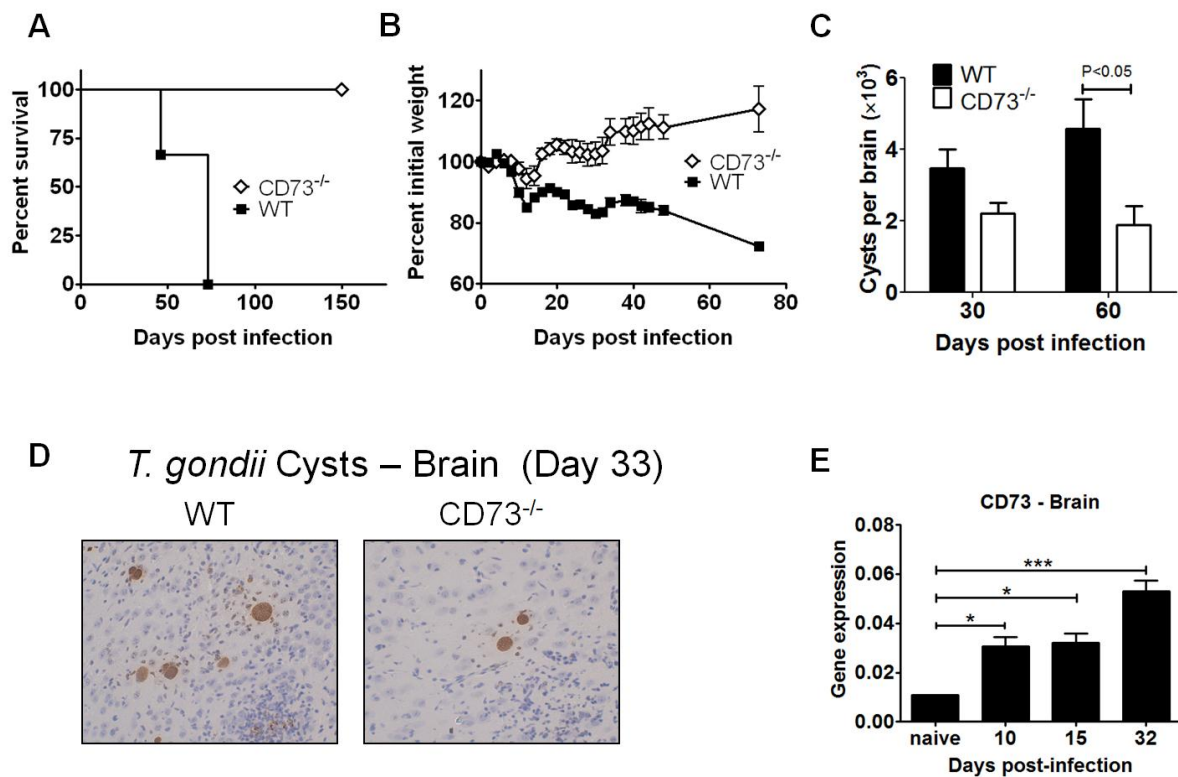 A
Percent survival
100
75
50
25
0
CD73-/-
WT
0 50 100 150
Days post infection
B
Percent initial weight
120
100
80
60
CD73-/-
WT
0 20 40 60 80
Days post infection
C
Cysts per brain (×10³)
6
4
2
0
WT
CD73-/-
P<0.05
30 60
Days post infection
D
T. gondii Cysts – Brain (Day 33)
WT CD73-/-
E
CD73 - Brain
Gene expression
0.08
0.06
0.04
0.02
0.00
***
*
*
naive 10 15 32
Days post-infection